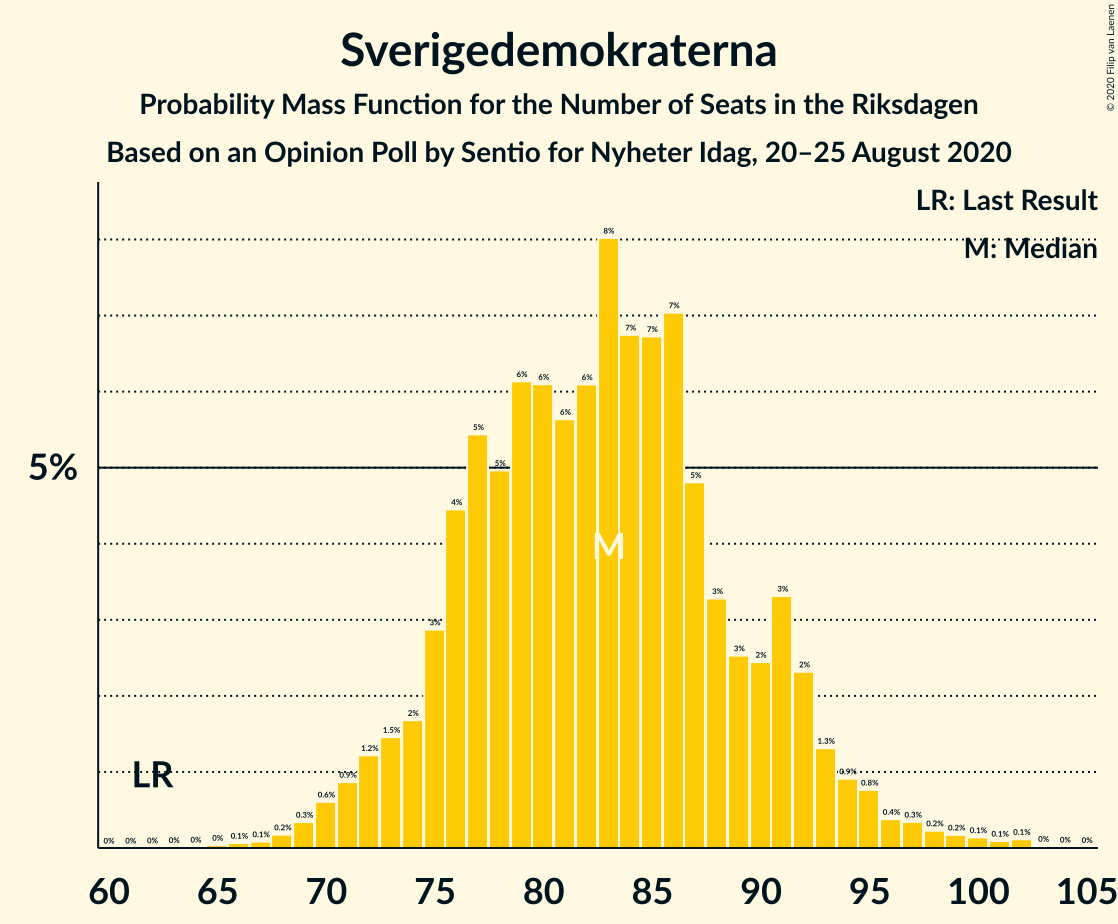 Sverigedemokraterna
Probability Mass Function for the Number of Seats in the Riksdagen
Based on an Opinion Poll by Sentio for Nyheter Idag, 20–25 August 2020
© 2020 Filip van Laenen
LR: Last Result
M: Median
5%
0% 0% 0% 0% 0% 0% 0.1% 0.1% 0.2% 0.3% 0.6% 0.9% 1.2% 1.5% 2% 3% 4% 5% 5% 6% 6% 6% 6% 8% 7% 7% 7% 5% 3% 3% 2% 3% 2% 1.3% 0.9% 0.8% 0.4% 0.3% 0.2% 0.2% 0.1% 0.1% 0.1% 0% 0% 0%
LR
M
60 65 70 75 80 85 90 95 100 105